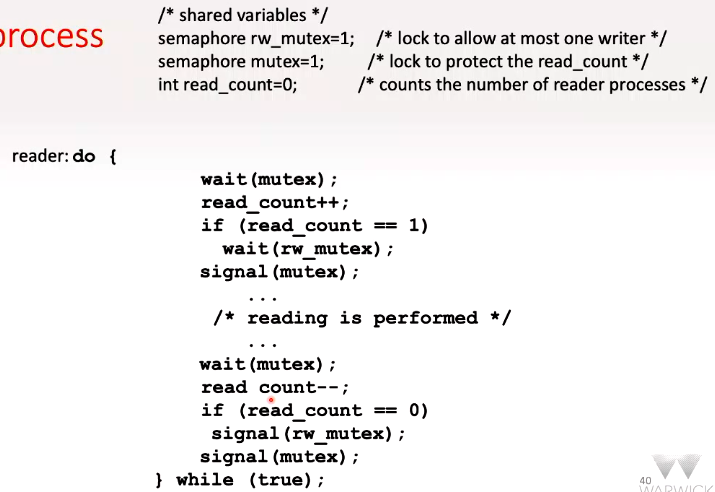 process
/* shared variables */
semaphore rw_mutex=1; /* lock to allow at most one writer */
semaphore mutex=1; /* lock to protect the read_count */
int read_count=0; /* counts the number of reader processes */
reader: do {
wait(mutex);
read_count++;
if (read_count == 1)
wait(rw_mutex);
signal(mutex);
...
/* reading is performed */
...
wait(mutex);
read count--;
if (read_count == 0)
signal(rw_mutex);
signal(mutex);
} while (true);
40
WARWICK